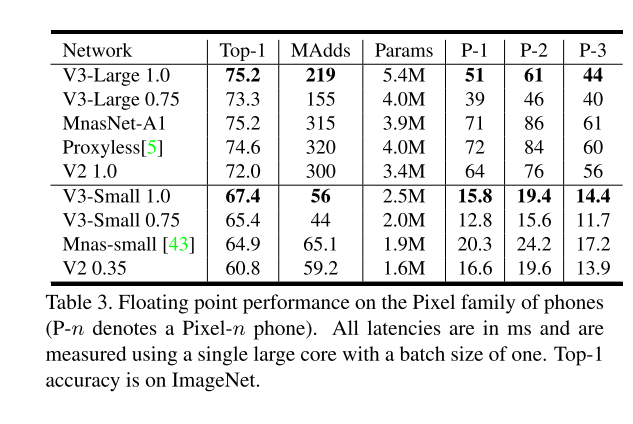 Network Top-1 MAdds Params P-1 P-2 P-3
V3-Large 1.0 75.2 219 5.4M 51 61 44
V3-Large 0.75 73.3 155 4.0M 39 46 40
MnasNet-A1 75.2 315 3.9M 71 86 61
Proxyless[5] 74.6 320 4.0M 72 84 60
V2 1.0 72.0 300 3.4M 64 76 56
V3-Small 1.0 67.4 56 2.5M 15.8 19.4 14.4
V3-Small 0.75 65.4 44 2.0M 12.8 15.6 11.7
Mnas-small [43] 64.9 65.1 1.9M 20.3 24.2 17.2
V2 0.35 60.8 59.2 1.6M 16.6 19.6 13.9
Table 3. Floating point performance on the Pixel family of phones
(P-n denotes a Pixel-n phone). All latencies are in ms and are
measured using a single large core with a batch size of one. Top-1
accuracy is on ImageNet.